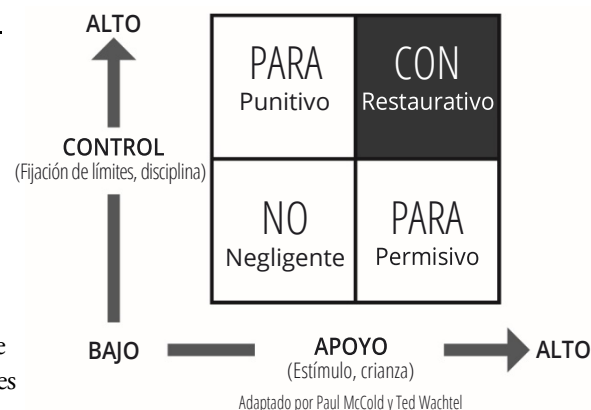 ALTO
PARA
Punitivo
CON
Restaurativo
CONTROL
(Fijación de límites, disciplina)
NO
Negligente
PARA
Permisivo
e
es
BAJO
APOYO
(Estímulo, crianza)
ALTO
Adaptado por Paul McCold y Ted Wachtel